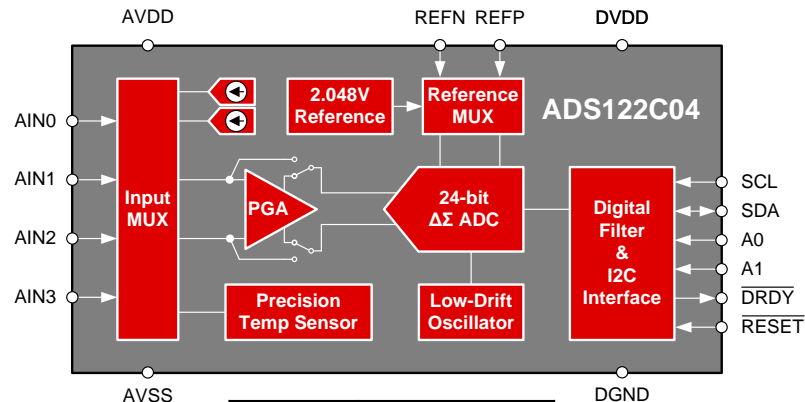 AVDD
REFN REFP
DVDD
2.048V
Reference
Reference
MUX
ADS122C04
AIN0
AIN1
AIN2
AIN3
Input
MUX
PGA
24-bit
ΔΣ ADC
Digital
Filter
&
I2C
Interface
SCL
SDA
A0
A1
DRDY
RESET
Precision
Temp Sensor
Low-Drift
Oscillator
AVSS
DGND